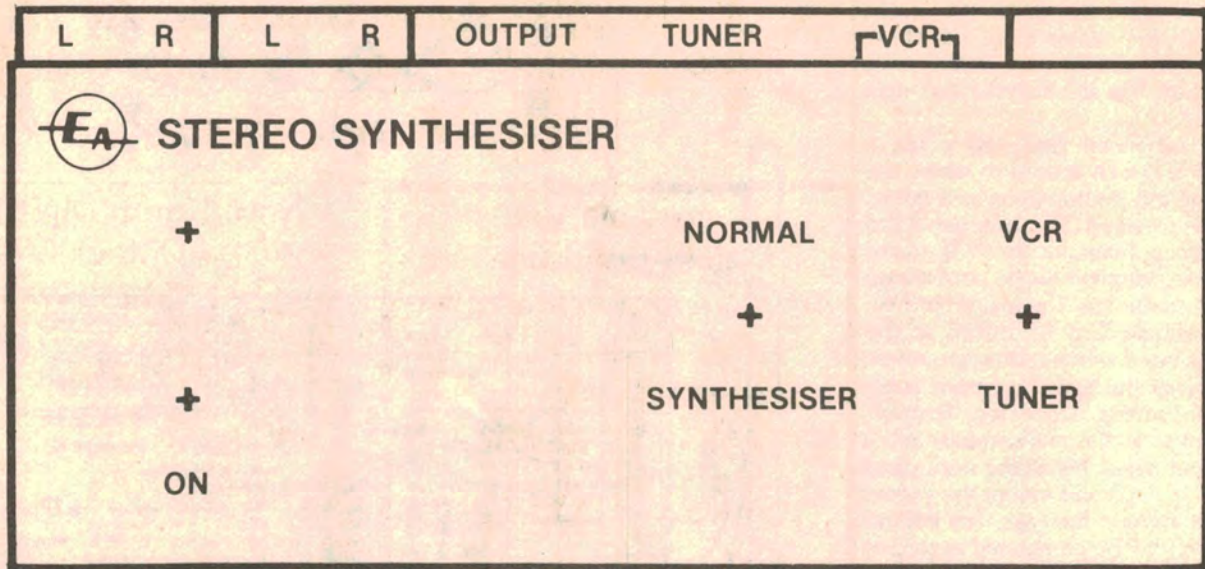 L R L R OUTPUT TUNER VCR
EA STEREO SYNTHESISER
+ NORMAL VCR
+ +
+ SYNTHESISER TUNER
ON